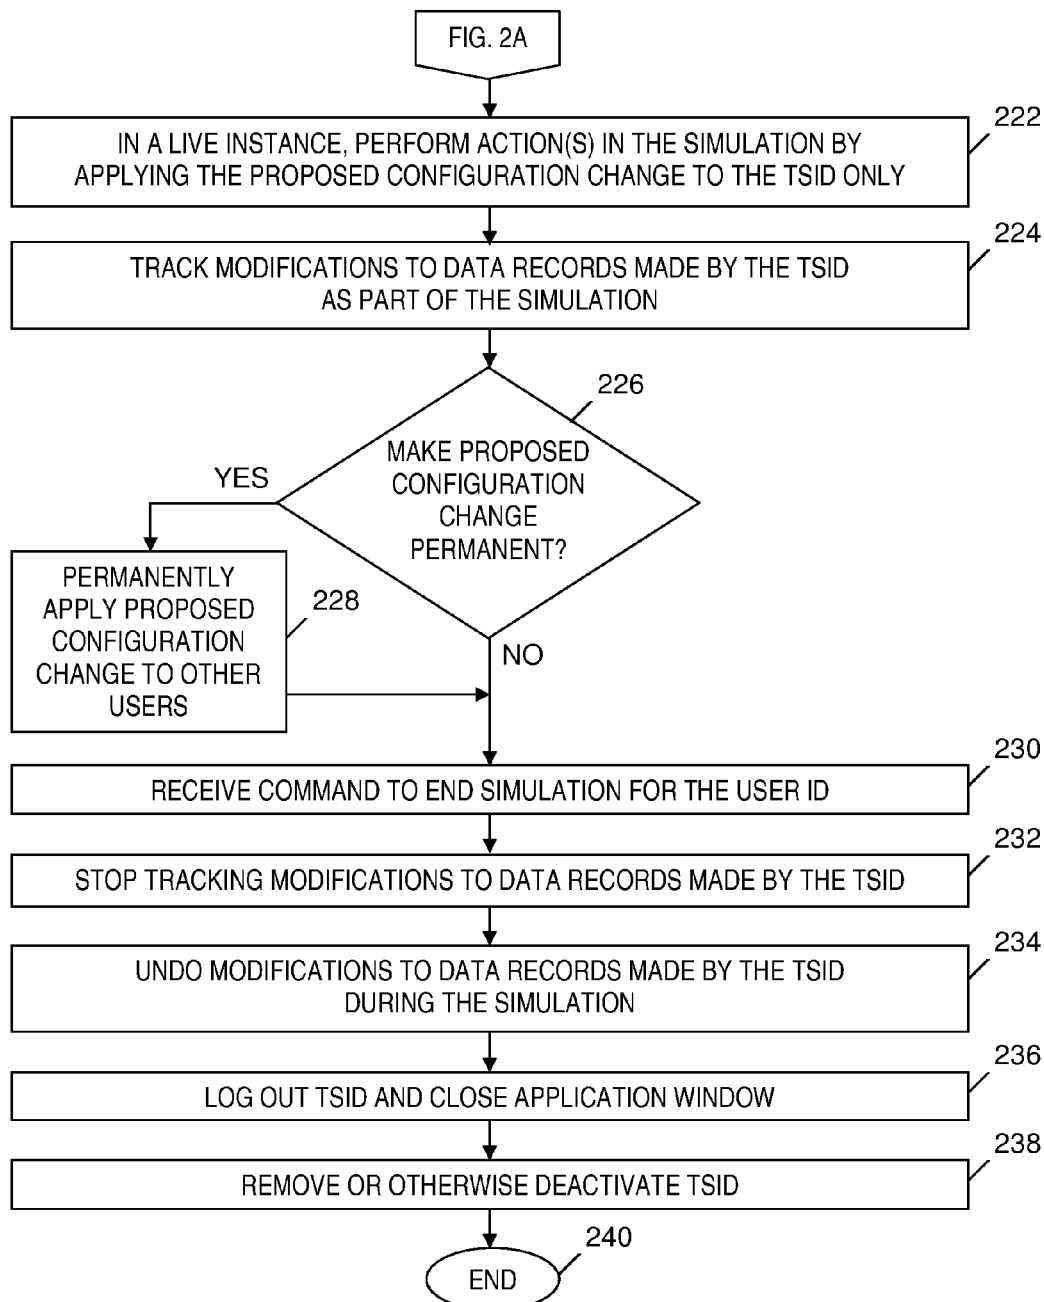 FIG. 2A
222
IN A LIVE INSTANCE, PERFORM ACTION(S) IN THE SIMULATION BY
APPLYING THE PROPOSED CONFIGURATION CHANGE TO THE TSID ONLY
224
TRACK MODIFICATIONS TO DATA RECORDS MADE BY THE TSID
AS PART OF THE SIMULATION
226
MAKE PROPOSED
CONFIGURATION
CHANGE
PERMANENT?
YES
PERMANENTLY
APPLY PROPOSED
CONFIGURATION
CHANGE TO OTHER
USERS
228
NO
230
RECEIVE COMMAND TO END SIMULATION FOR THE USER ID
232
STOP TRACKING MODIFICATIONS TO DATA RECORDS MADE BY THE TSID
234
UNDO MODIFICATIONS TO DATA RECORDS MADE BY THE TSID
DURING THE SIMULATION
236
LOG OUT TSID AND CLOSE APPLICATION WINDOW
238
REMOVE OR OTHERWISE DEACTIVATE TSID
240
END